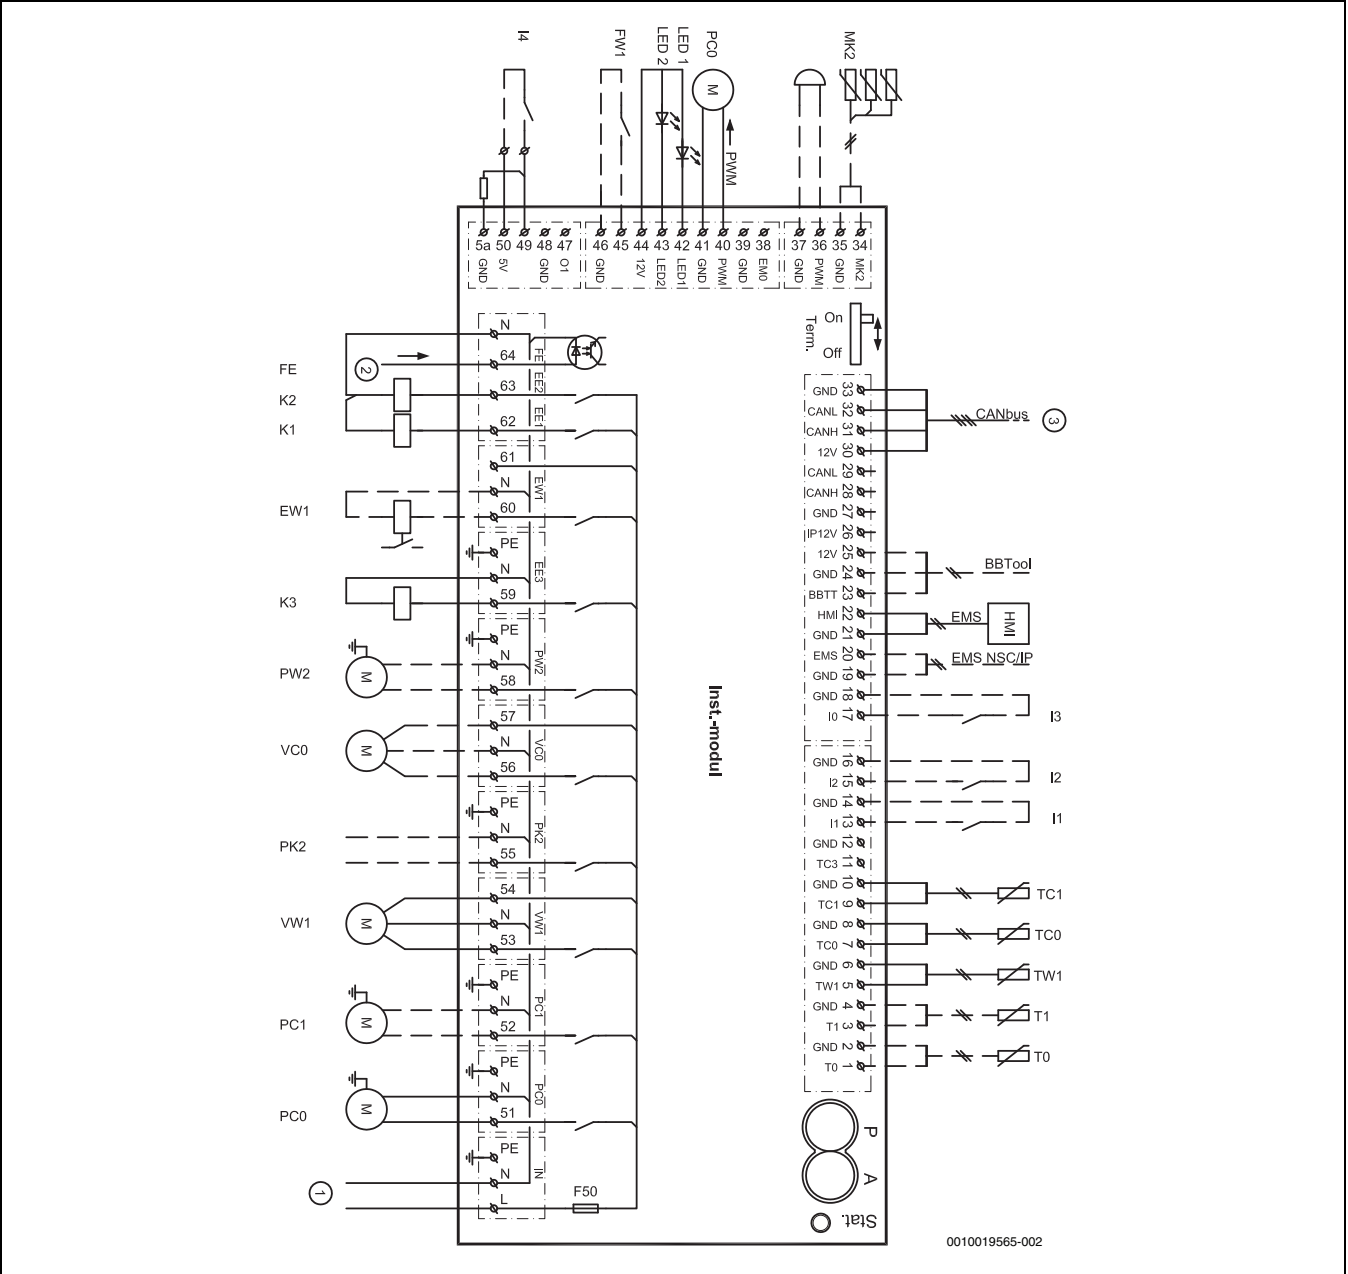 I4
FW1
LED 2
LED 1
PC0
M
PWM
MK2
5a 50 49 48 47
GND 5V GND O1
46 45 44 43 42 41 40 39 38
GND 12V LED2 LED1 GND PWM GND EM0
37 36 35 34
GND PWM GND MK2
On
Off
Term.
FE
K2
K1
2
N
64
63
62
FE
EE2
EE1
EW1
61
N
60
EW1
K3
PE
N
59
EE3
PW2
M
PE
N
58
PW2
VC0
M
57
N
56
VC0
PK2
PE
N
55
PK2
VW1
M
54
N
53
VW1
PC1
M
PE
N
52
PC1
PC0
M
PE
N
51
PC0
1
PE
N
L
IN
F50
Inst.-modul
GND 33
CANL 32
CANH 31
12V 30
CANbus
3
CANL 29
CANH 28
GND 27
IP12V 26
12V 25
GND 24
BBTT 23
BBTool
HMI 22
GND 21
EMS
HMI
EMS 20
GND 19
EMS NSC/IP
GND 18
I0 17
I3
GND 16
I2 15
I2
GND 14
I1 13
I1
GND 12
TC3 11
GND 10
TC1 9
TC1
GND 8
TC0 7
TC0
GND 6
TW1 5
TW1
GND 4
T1 3
T1
GND 2
T0 1
T0
P
A
Stat.
0010019565-002